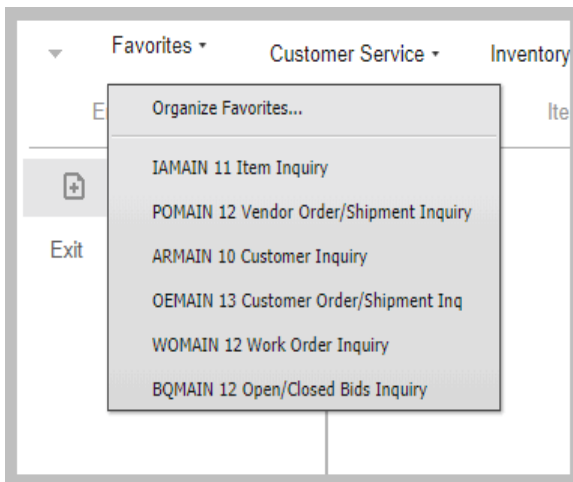 Favorites
Customer Service
Inventory
E
Ite
Organize Favorites...
IAMAIN 11 Item Inquiry
POMAIN 12 Vendor Order/Shipment Inquiry
ARMAIN 10 Customer Inquiry
Exit
OEMAIN 13 Customer Order/Shipment Inq
WOMAIN 12 Work Order Inquiry
BQMAIN 12 Open/Closed Bids Inquiry